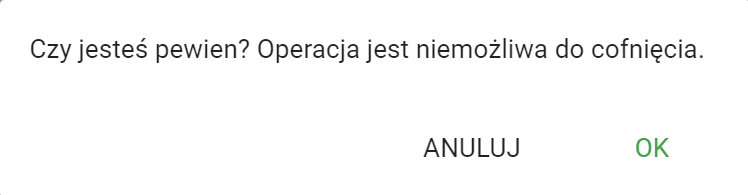 Czy jesteś pewien? Operacja jest niemożliwa do cofnięcia.
ANULUJ OK